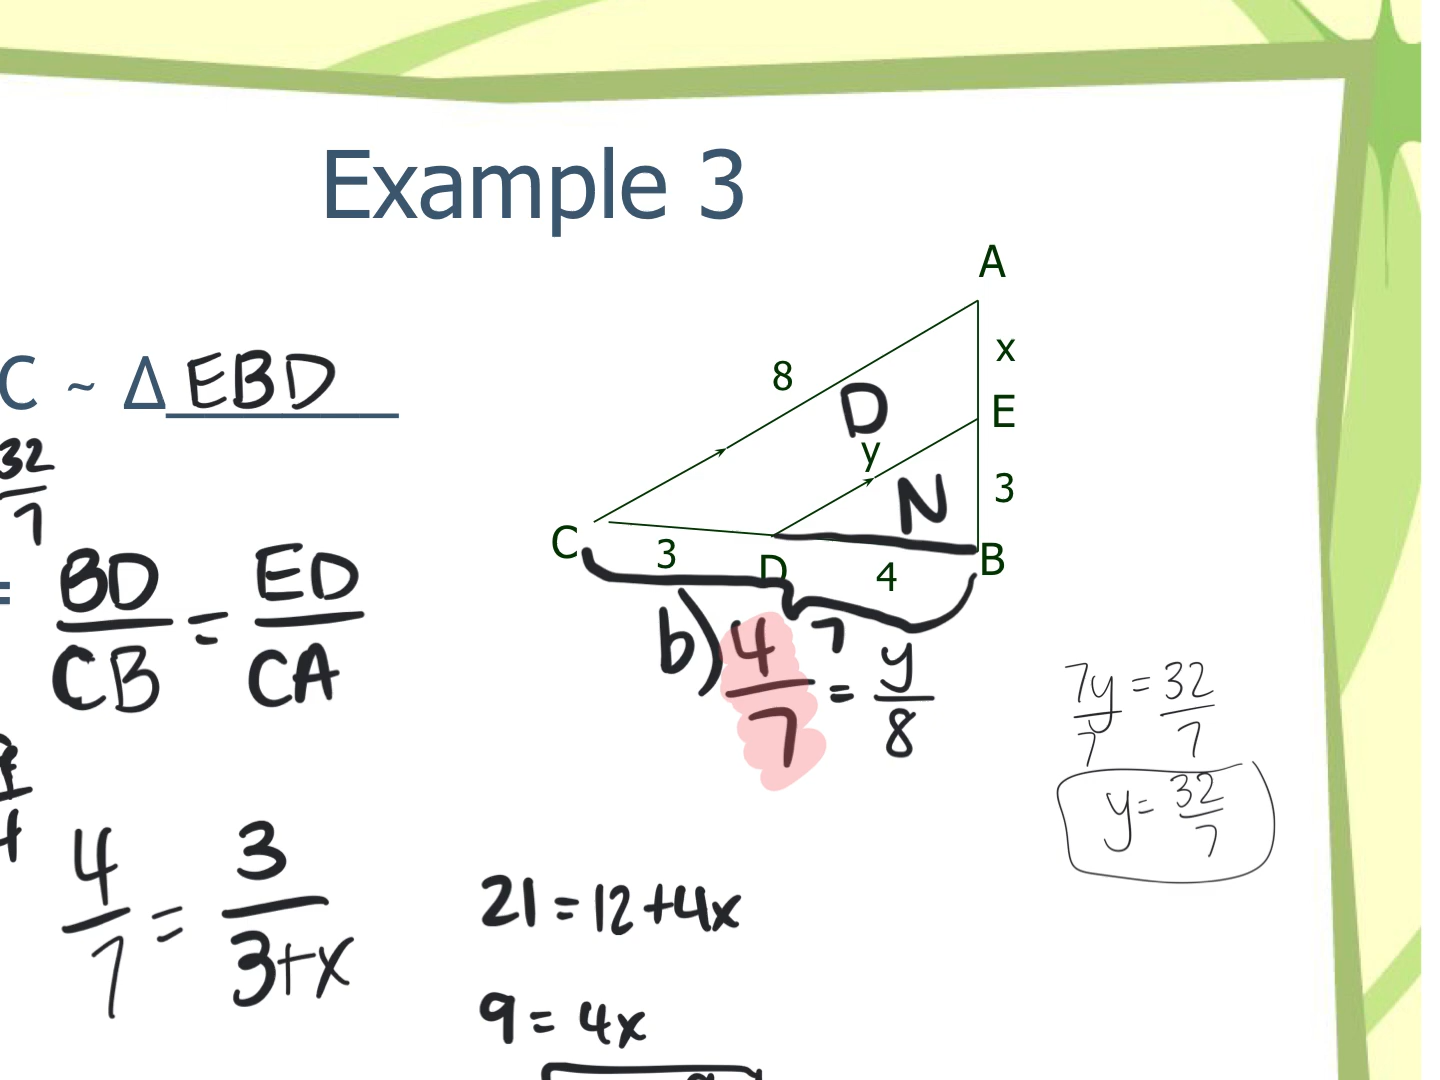 Example 3
A
x
C ~ Δ EBD
8
D
E
y
32
7
N
3
C
3
D
4
B
= BD/CB = ED/CA
7
b) 4/7 = y/8
7y/7 = 32/7
y = 32/7
4/7 = 3/(3+x)
21 = 12+4x
9 = 4x